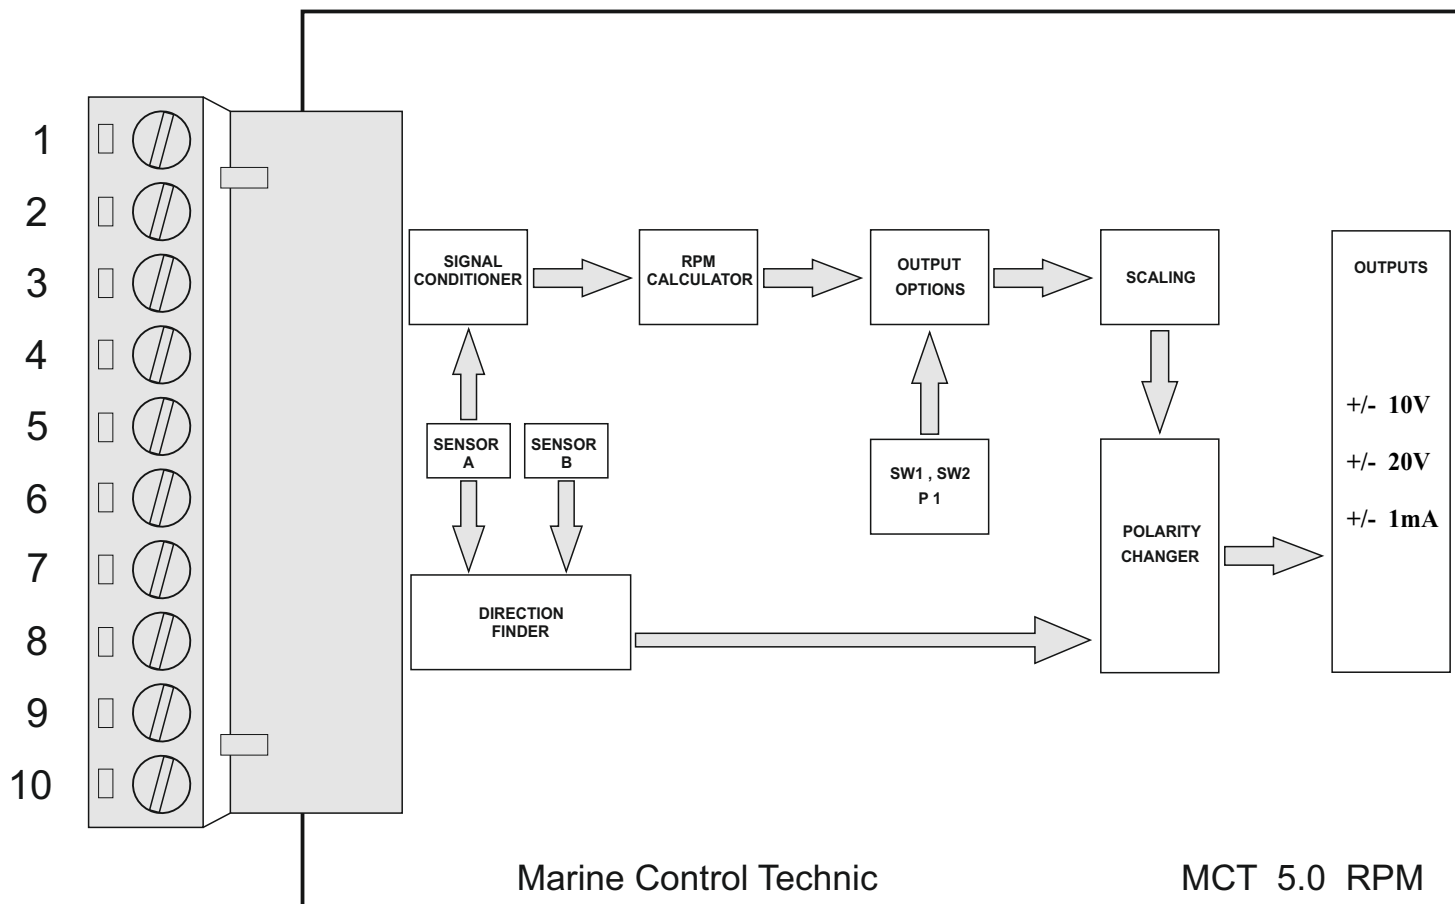 1
2
3
4
5
6
7
8
9
10
SIGNAL
CONDITIONER
RPM
CALCULATOR
OUTPUT
OPTIONS
SCALING
OUTPUTS
+/- 10V
+/- 20V
+/- 1mA
SENSOR
A
SENSOR
B
SW1 , SW2
P 1
POLARITY
CHANGER
DIRECTION
FINDER
Marine Control Technic
MCT 5.0 RPM